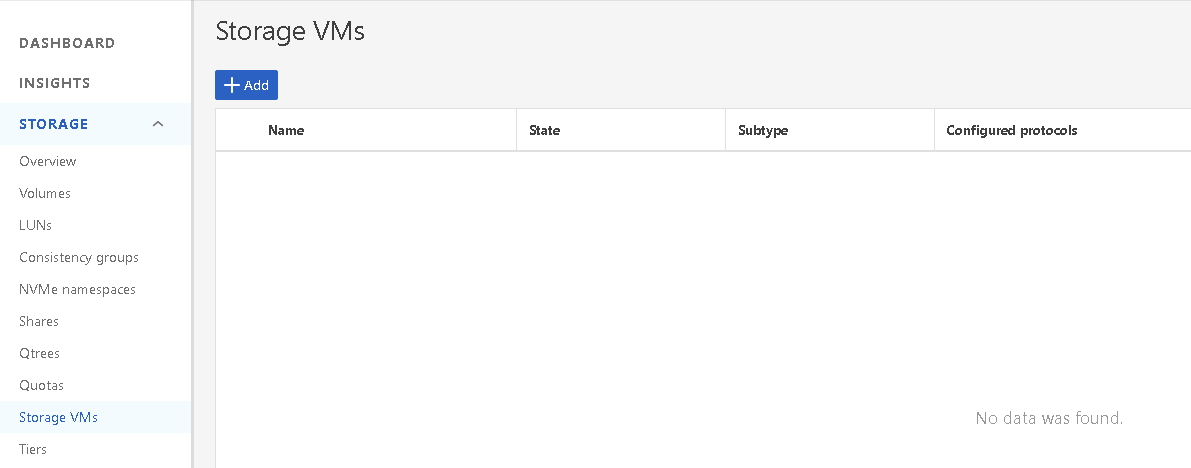 DASHBOARD
INSIGHTS
STORAGE
Overview
Volumes
LUNs
Consistency groups
NVMe namespaces
Shares
Qtrees
Quotas
Storage VMs
Tiers
Storage VMs
+ Add
Name State Subtype Configured protocols
No data was found.